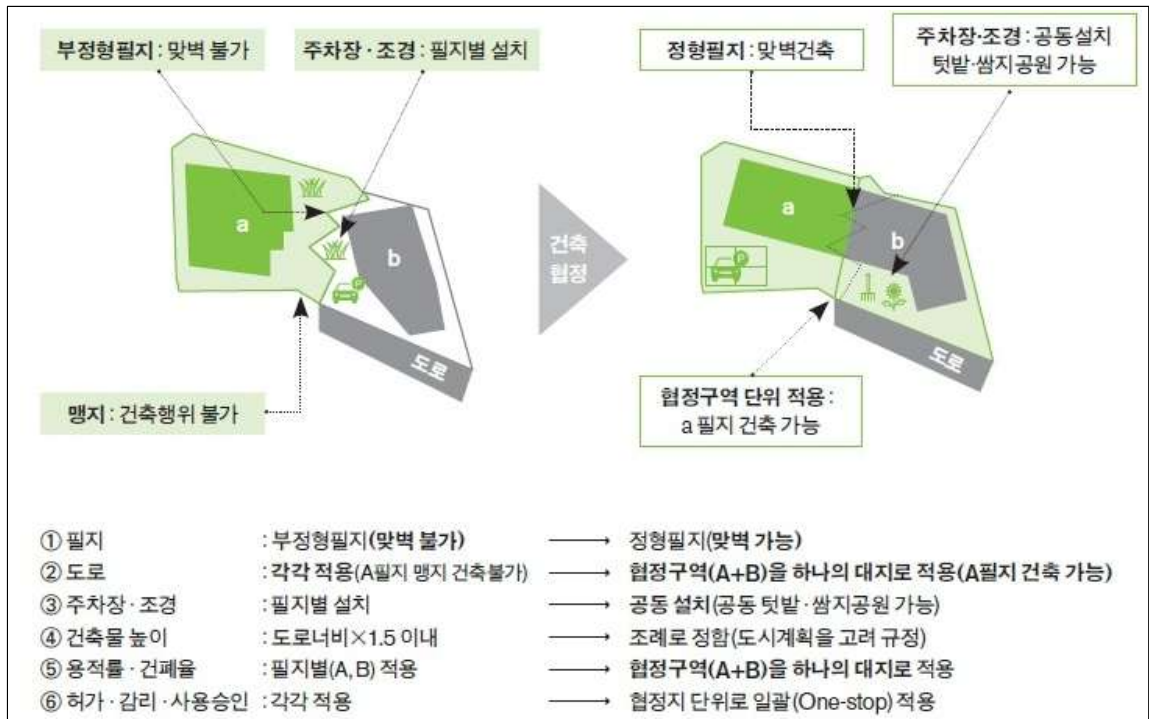 부정형필지 : 맞벽 불가
주차장 · 조경 : 필지별 설치
a
b
도로
맹지 : 건축행위 불가
건축
협정
정형필지 : 맞벽건축
주차장·조경 : 공동설치
텃밭·쌈지공원 가능
a
P
b
도로
협정구역 단위 적용 :
a 필지 건축 가능
① 필지 : 부정형필지(맞벽 불가) → 정형필지(맞벽 가능)
② 도로 : 각각 적용(A필지 맹지 건축불가) → 협정구역(A+B)을 하나의 대지로 적용(A필지 건축 가능)
③ 주차장 · 조경 : 필지별 설치 → 공동 설치(공동 텃밭 · 쌈지공원 가능)
④ 건축물 높이 : 도로너비×1.5 이내 → 조례로 정함(도시계획을 고려 규정)
⑤ 용적률 · 건폐율 : 필지별(A, B) 적용 → 협정구역(A+B)을 하나의 대지로 적용
⑥ 허가 · 감리 · 사용승인 : 각각 적용 → 협정지 단위로 일괄(One-stop) 적용